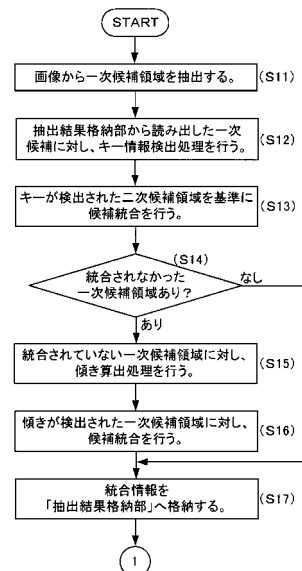 START
画像から一次候補領域を抽出する。 (S11)
抽出結果格納部から読み出した一次
候補に対し、キー情報検出処理を行う。 (S12)
キーが検出された二次候補領域を基準に
候補統合を行う。 (S13)
(S14)
統合されなかった
一次候補領域あり？
なし
あり
統合されていない一次候補領域に対し、
傾き算出処理を行う。 (S15)
傾きが検出された一次候補領域に対し、
候補統合を行う。 (S16)
統合情報を
「抽出結果格納部」へ格納する。 (S17)
1